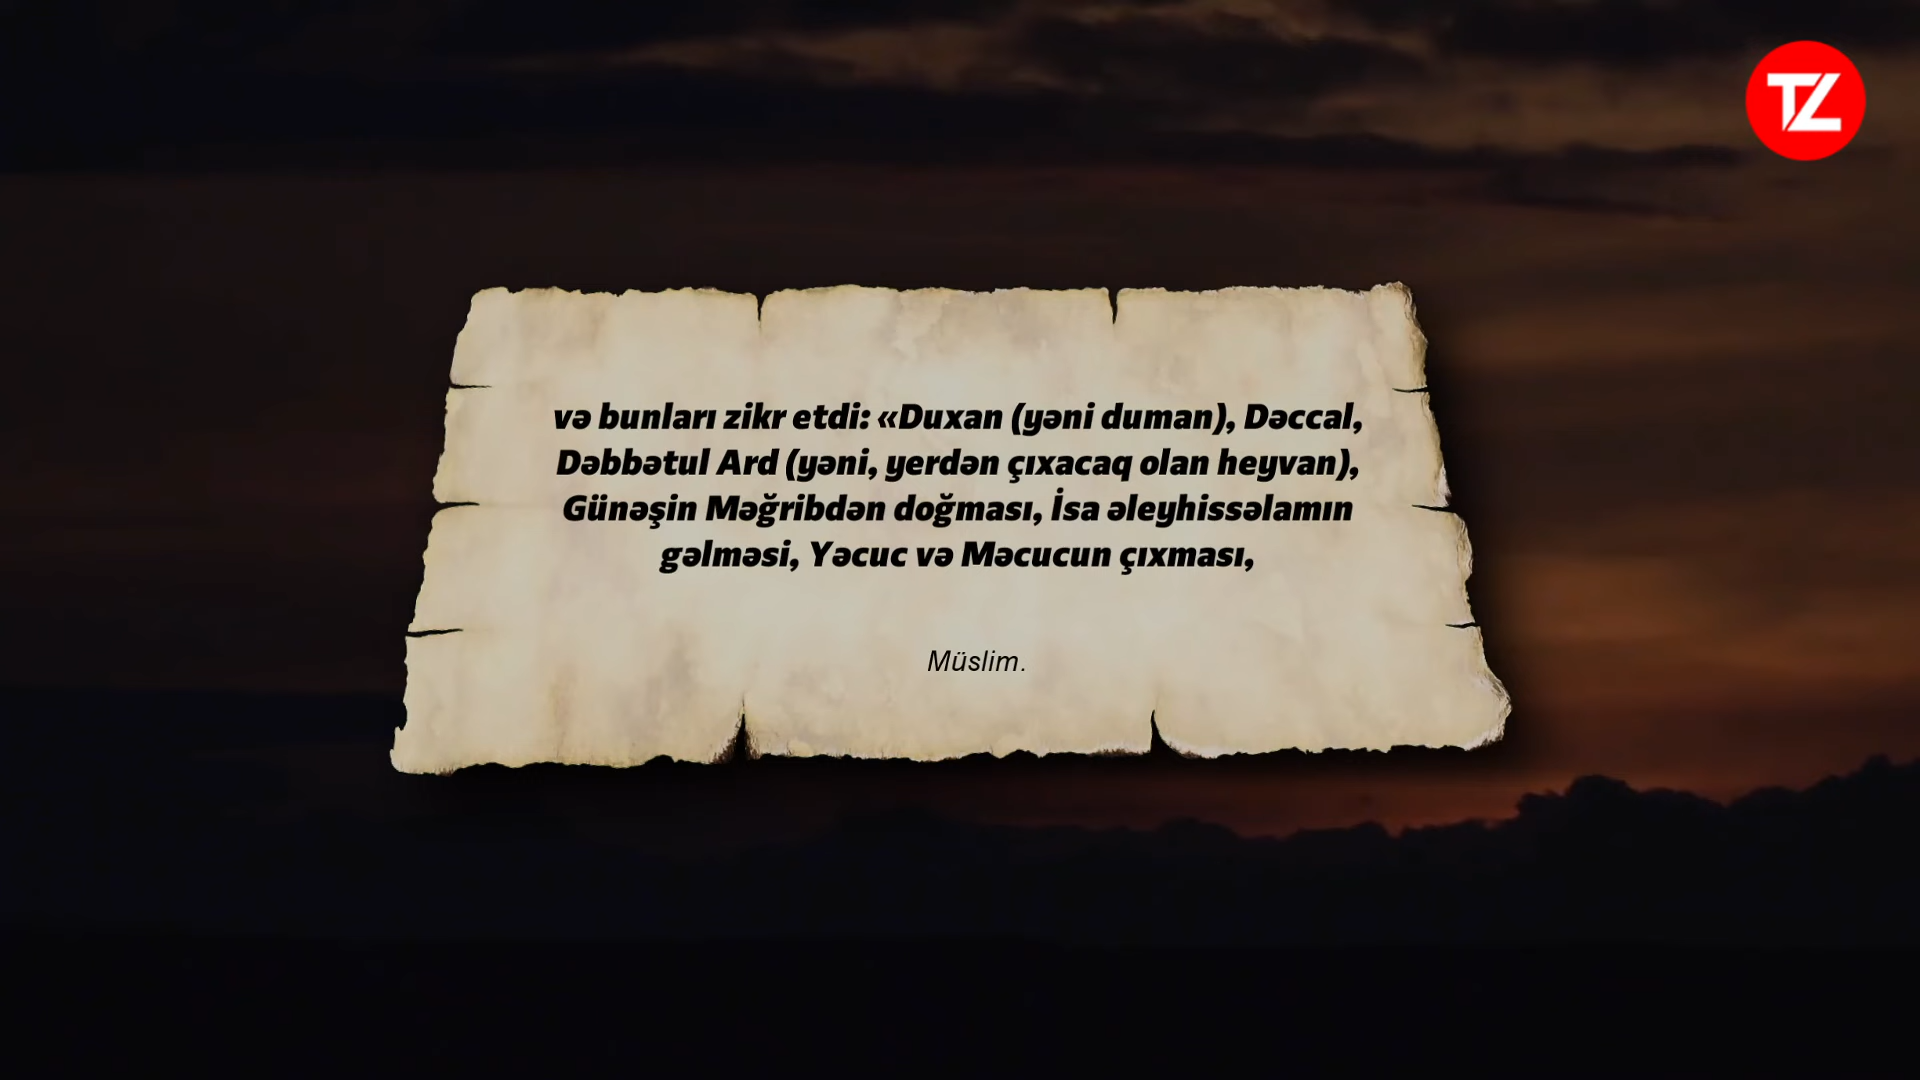 TZ
və bunları zikr etdi: «Duxan (yəni duman), Dəccal,
Dəbbətul Ard (yəni, yerdən çıxacaq olan heyvan),
Günəşin Məğribdən doğması, İsa əleyhissəlamın
gəlməsi, Yəcuc və Məcucun çıxması,
Müslim.